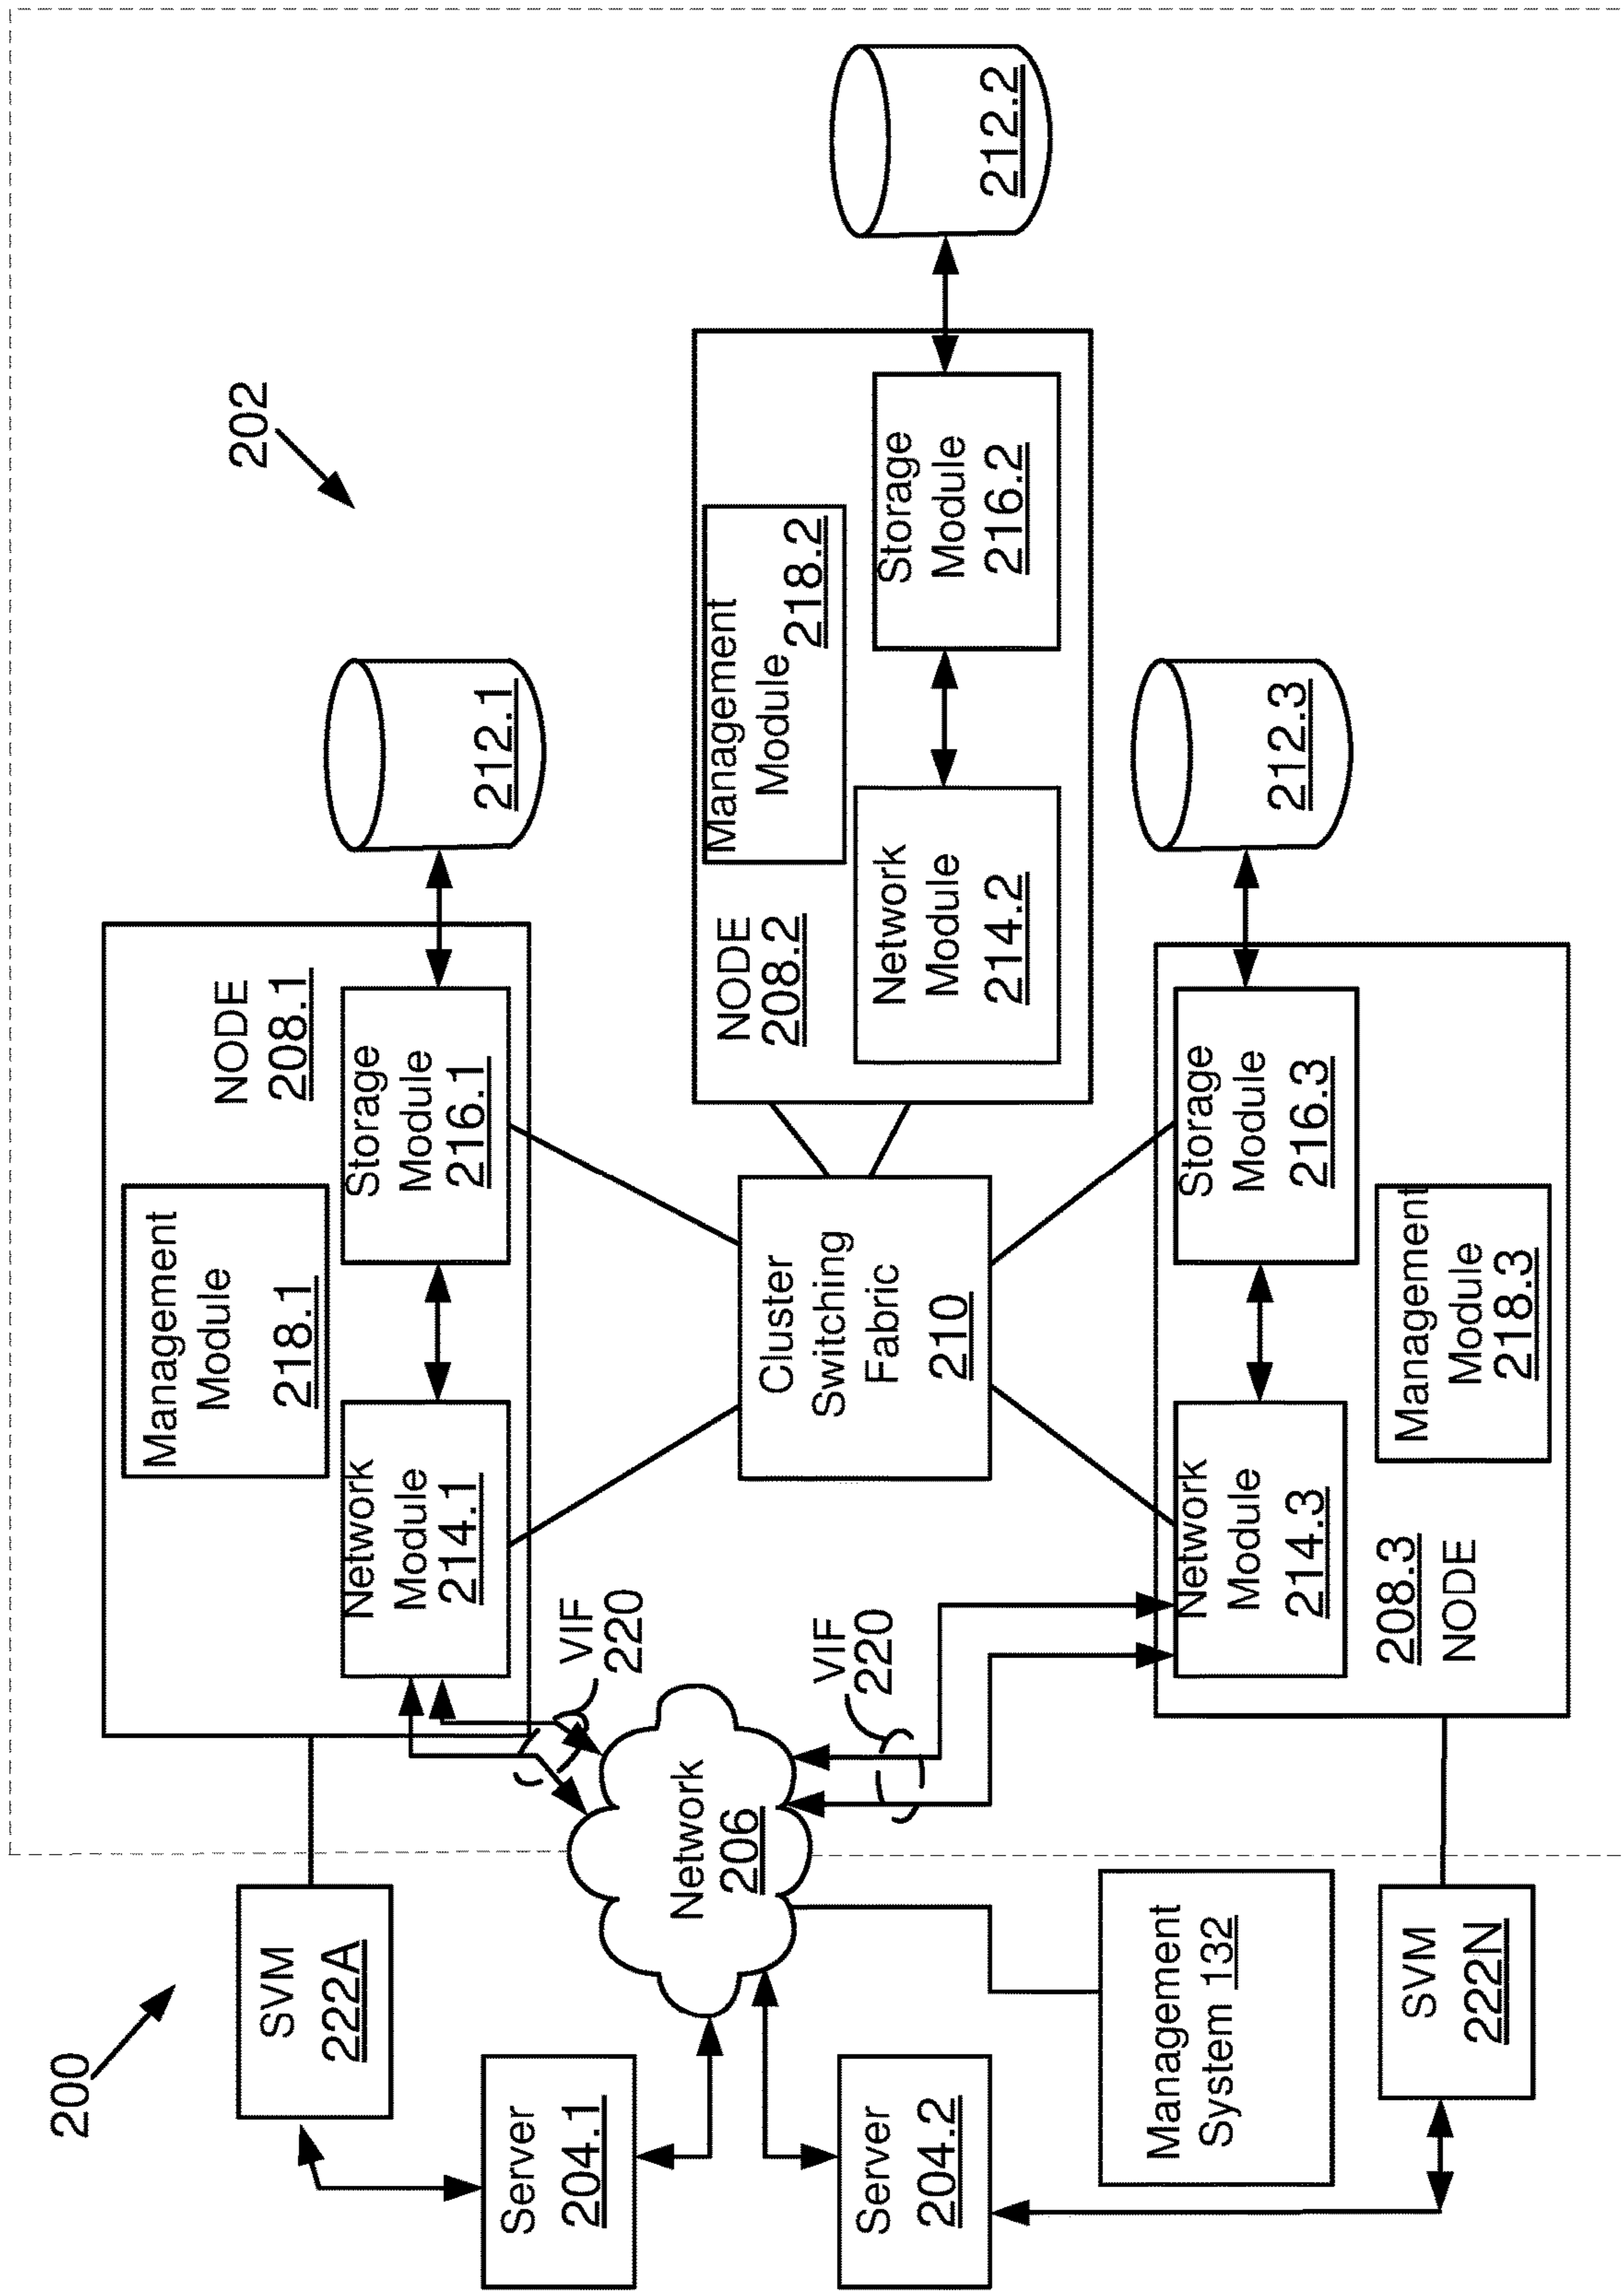 200
202
SVM
222A
Server
204.1
Server
204.2
Management
System 132
SVM
222N
Network
206
VIF
220
VIF
220
NODE
208.1
Management
Module
218.1
Network
Module
214.1
Storage
Module
216.1
212.1
Cluster
Switching
Fabric
210
NODE
208.2
Management
Module
218.2
Network
Module
214.2
Storage
Module
216.2
212.2
Network
Module
214.3
Storage
Module
216.3
Management
Module
218.3
208.3
NODE
212.3